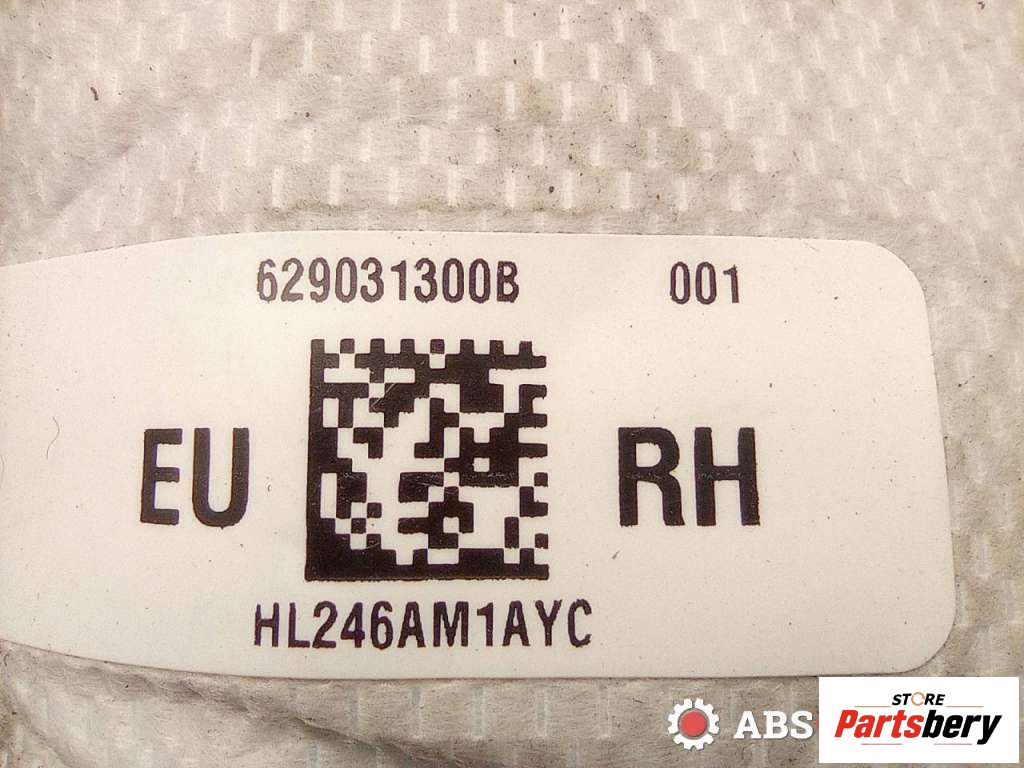 629031300B 001
EU RH
HL246AM1AYC
ABS
STORE
Partsbery